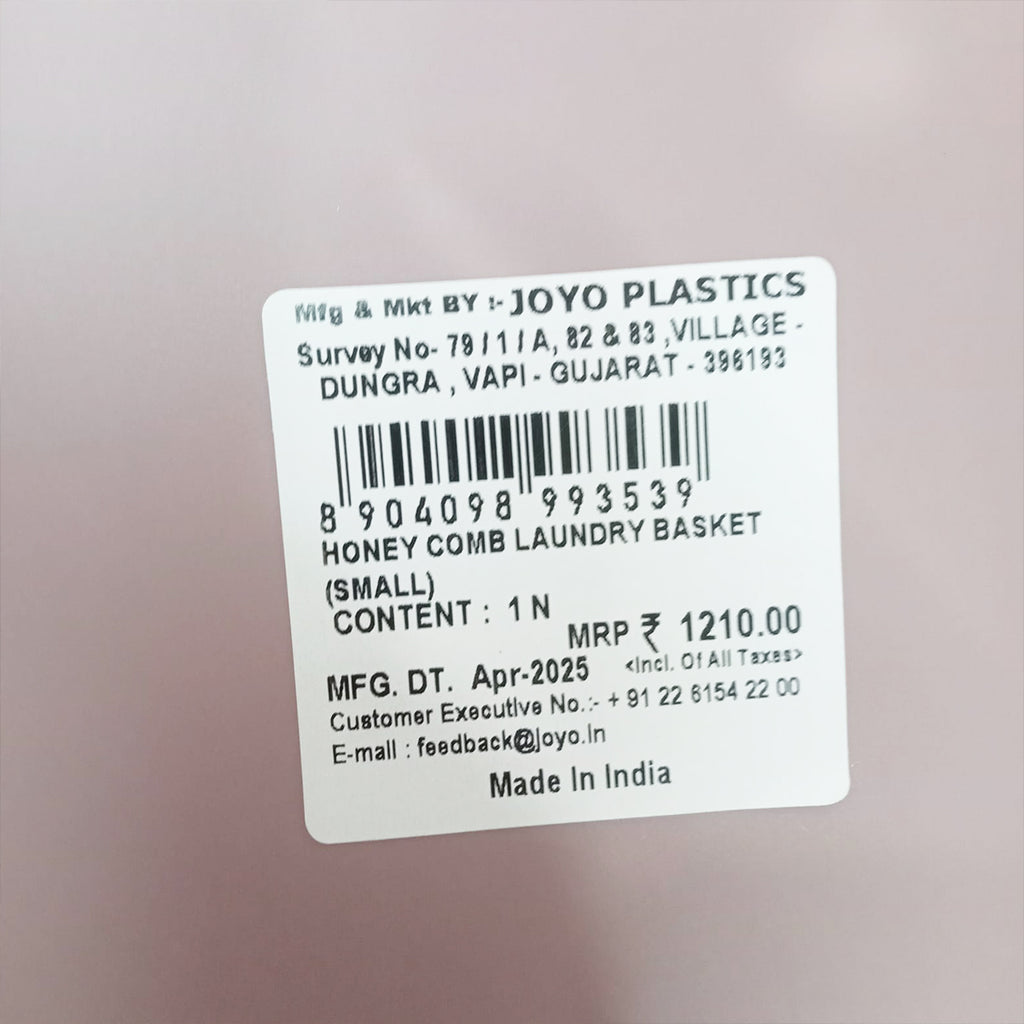 Mfg & Mkt BY :- JOYO PLASTICS
Survey No- 79 / 1 / A, 82 & 83 ,VILLAGE -
DUNGRA , VAPI - GUJARAT - 396193
8 904098 993539
HONEY COMB LAUNDRY BASKET
(SMALL)
CONTENT : 1 N
MRP ₹ 1210.00
<Incl. Of All Taxes>
MFG. DT. Apr-2025
Customer Executive No.:- + 91 22 6154 22 00
E-mail : feedback@joyo.in
Made In India